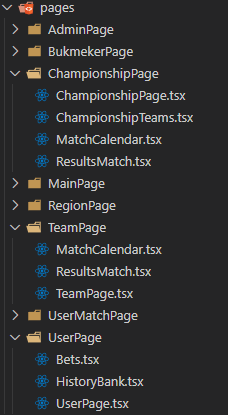 pages
AdminPage
BukmekerPage
ChampionshipPage
ChampionshipPage.tsx
ChampionshipTeams.tsx
MatchCalendar.tsx
ResultsMatch.tsx
MainPage
RegionPage
TeamPage
MatchCalendar.tsx
ResultsMatch.tsx
TeamPage.tsx
UserMatchPage
UserPage
Bets.tsx
HistoryBank.tsx
UserPage.tsx